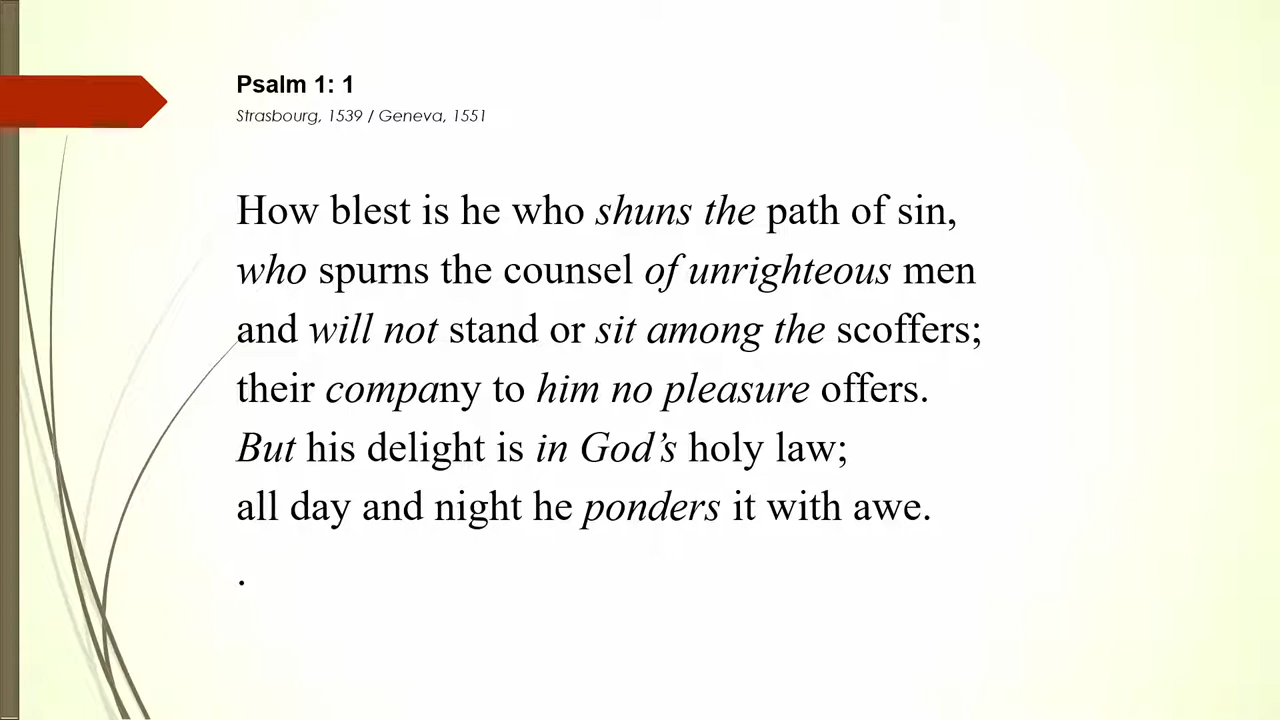 Psalm 1: 1
Strasbourg, 1539 / Geneva, 1551
How blest is he who shuns the path of sin,
who spurns the counsel of unrighteous men
and will not stand or sit among the scoffers;
their company to him no pleasure offers.
But his delight is in God’s holy law;
all day and night he ponders it with awe.
.